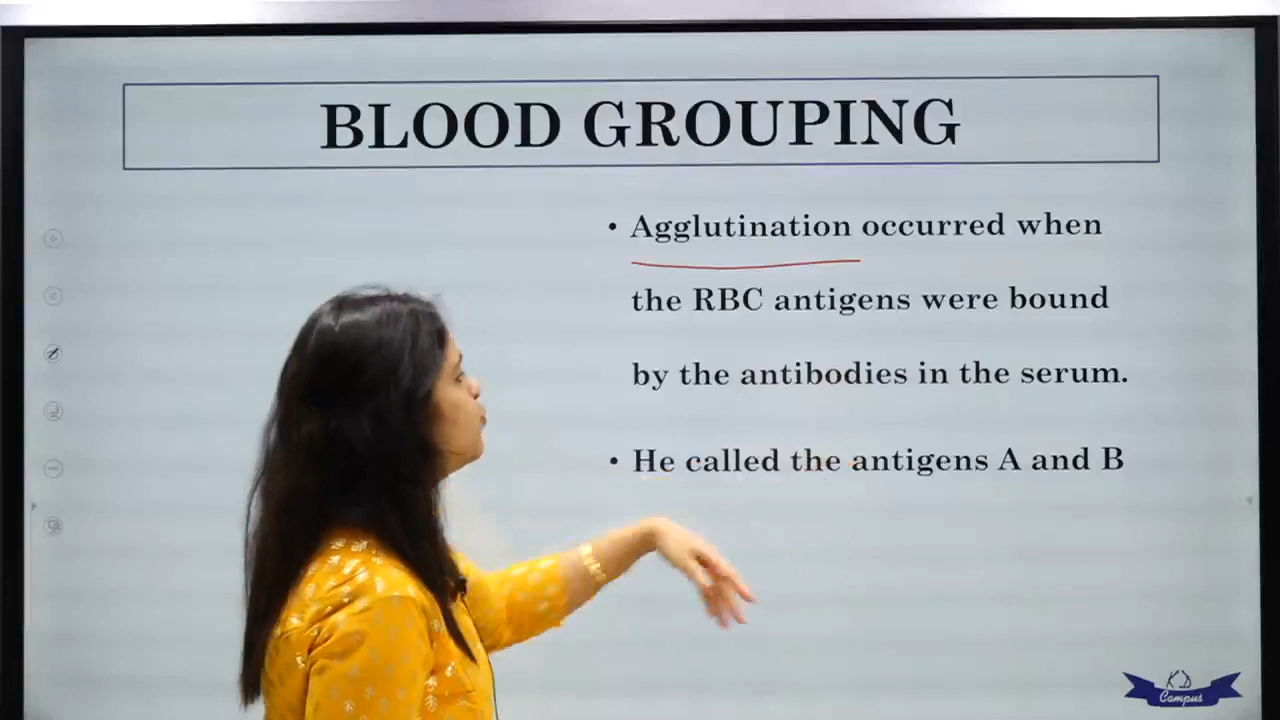 BLOOD GROUPING
• Agglutination occurred when
the RBC antigens were bound
by the antibodies in the serum.
• He called the antigens A and B
KD
Campus